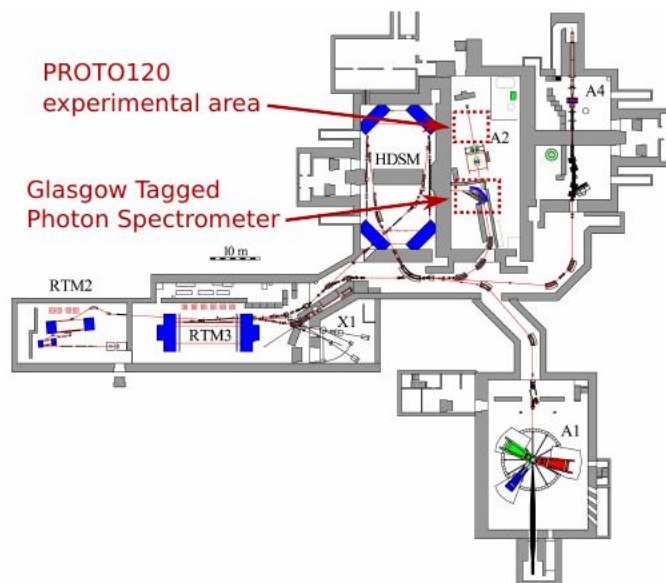 PROTO120
experimental area
A4
A2
HDSM
Glasgow Tagged
Photon Spectrometer
10 m
RTM2
RTM3
X1
A1